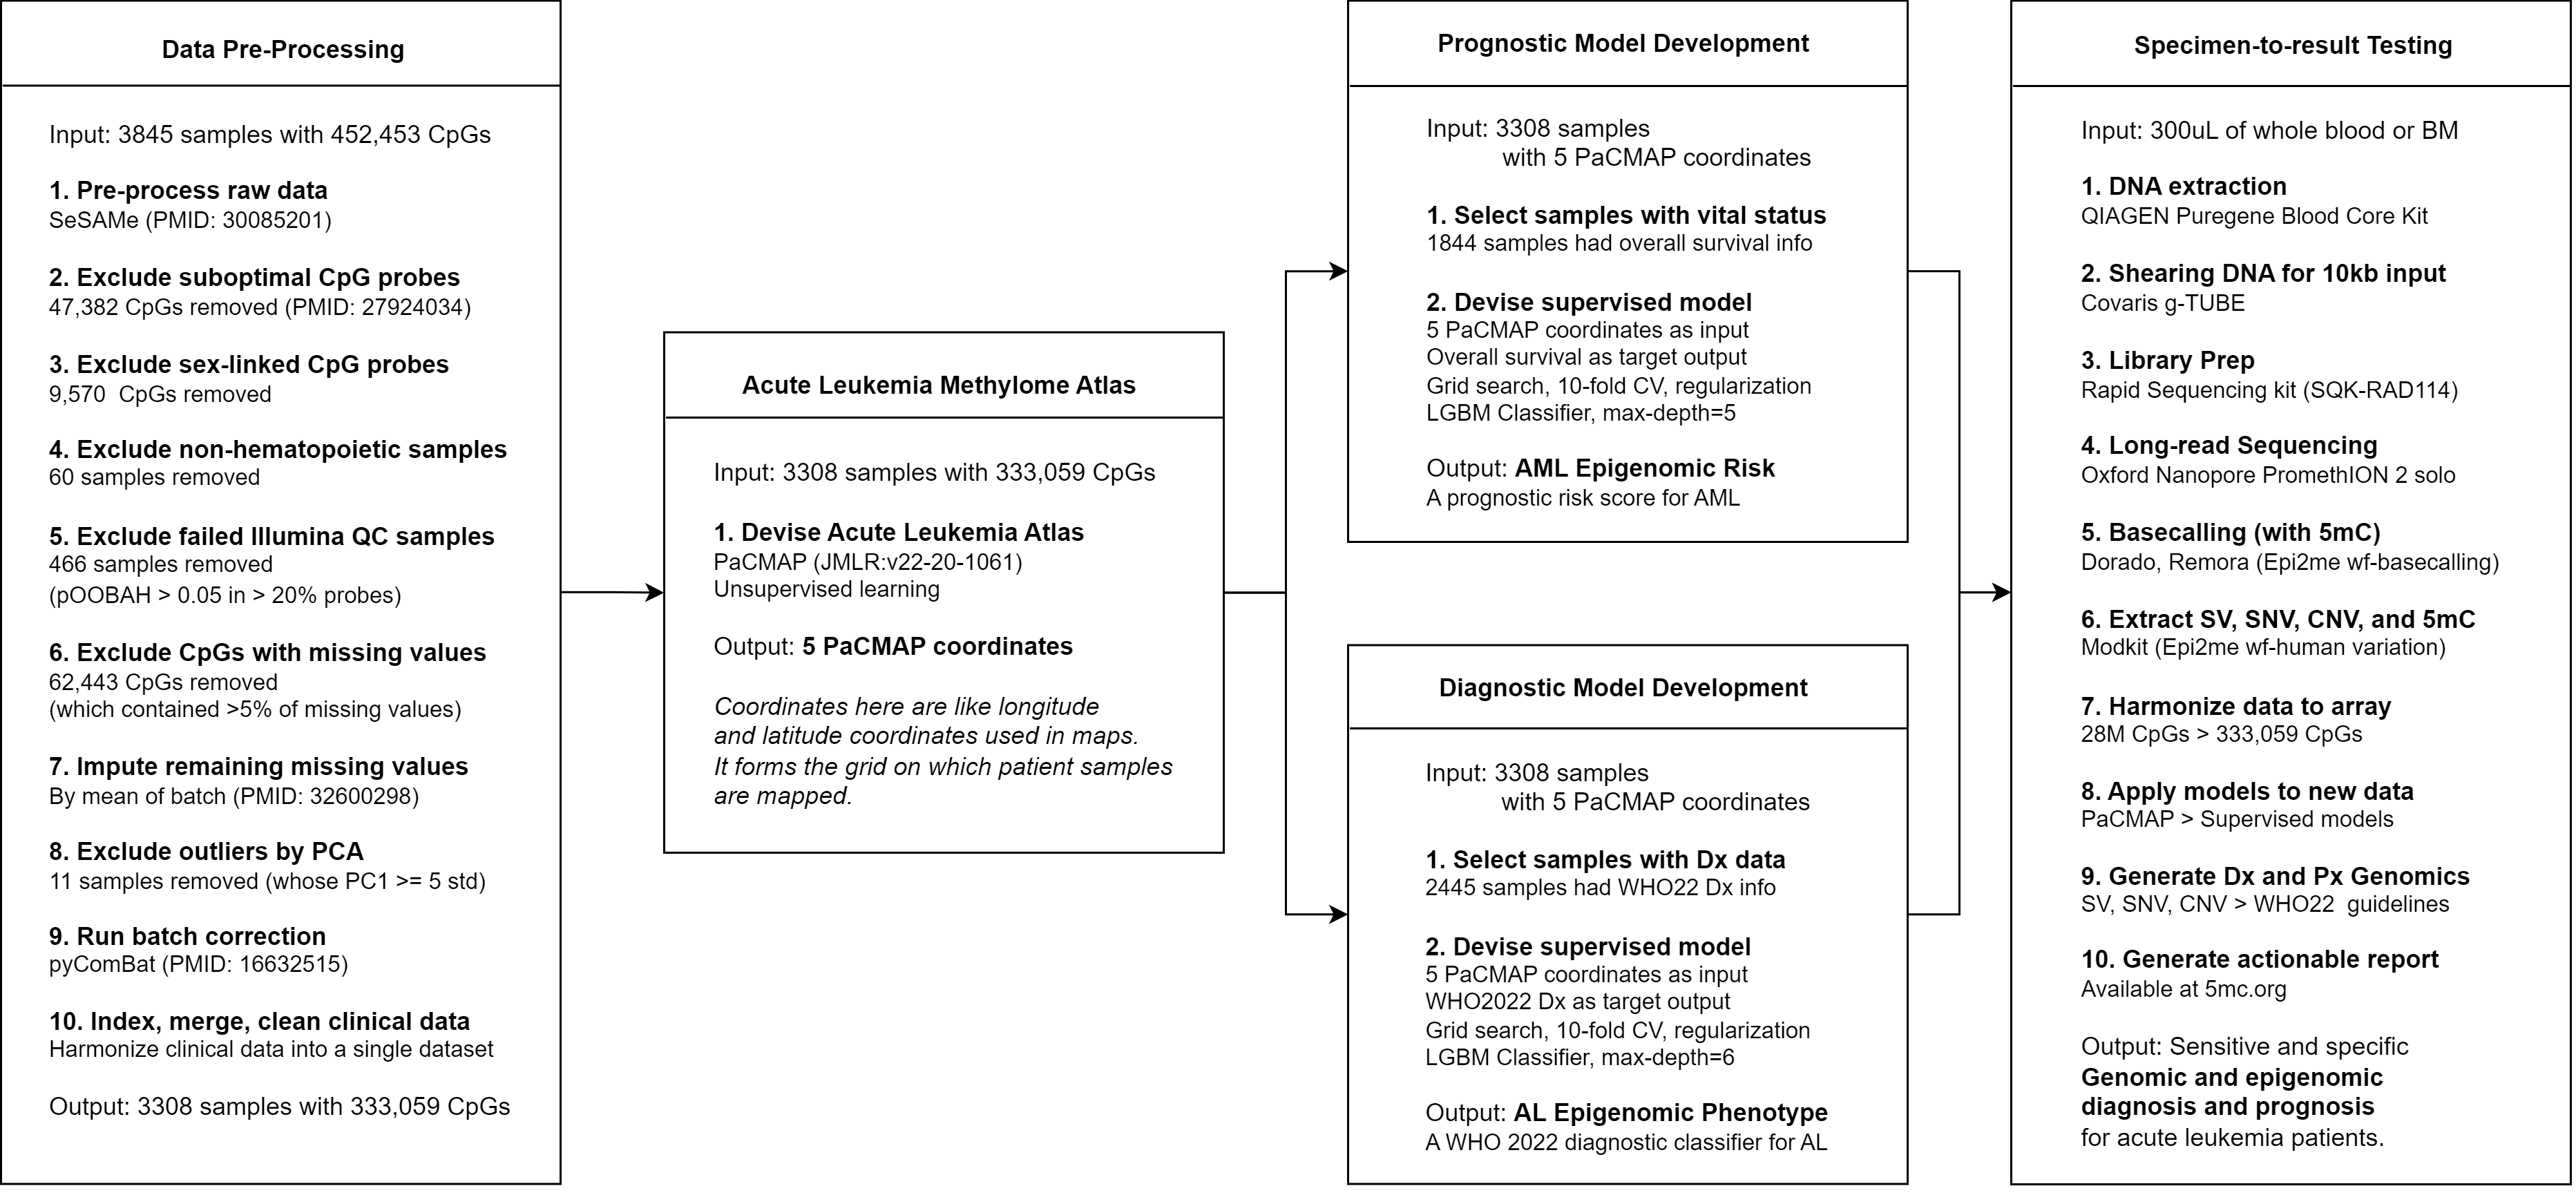 Data Pre-Processing
Input: 3845 samples with 452,453 CpGs
1. Pre-process raw data
SeSAMe (PMID: 30085201)
2. Exclude suboptimal CpG probes
47,382 CpGs removed (PMID: 27924034)
3. Exclude sex-linked CpG probes
9,570  CpGs removed
4. Exclude non-hematopoietic samples
60 samples removed
5. Exclude failed Illumina QC samples
466 samples removed
(pOOBAH > 0.05 in > 20% probes)
6. Exclude CpGs with missing values
62,443 CpGs removed
(which contained >5% of missing values)
7. Impute remaining missing values
By mean of batch (PMID: 32600298)
8. Exclude outliers by PCA
11 samples removed (whose PC1 >= 5 std)
9. Run batch correction
pyComBat (PMID: 16632515)
10. Index, merge, clean clinical data
Harmonize clinical data into a single dataset
Output: 3308 samples with 333,059 CpGs
Acute Leukemia Methylome Atlas
Input: 3308 samples with 333,059 CpGs
1. Devise Acute Leukemia Atlas
PaCMAP (JMLR:v22-20-1061)
Unsupervised learning
Output: 5 PaCMAP coordinates
Coordinates here are like longitude
and latitude coordinates used in maps.
It forms the grid on which patient samples
are mapped.
Prognostic Model Development
Input: 3308 samples
with 5 PaCMAP coordinates
1. Select samples with vital status
1844 samples had overall survival info
2. Devise supervised model
5 PaCMAP coordinates as input
Overall survival as target output
Grid search, 10-fold CV, regularization
LGBM Classifier, max-depth=5
Output: AML Epigenomic Risk
A prognostic risk score for AML
Diagnostic Model Development
Input: 3308 samples
with 5 PaCMAP coordinates
1. Select samples with Dx data
2445 samples had WHO22 Dx info
2. Devise supervised model
5 PaCMAP coordinates as input
WHO2022 Dx as target output
Grid search, 10-fold CV, regularization
LGBM Classifier, max-depth=6
Output: AL Epigenomic Phenotype
A WHO 2022 diagnostic classifier for AL
Specimen-to-result Testing
Input: 300uL of whole blood or BM
1. DNA extraction
QIAGEN Puregene Blood Core Kit
2. Shearing DNA for 10kb input
Covaris g-TUBE
3. Library Prep
Rapid Sequencing kit (SQK-RAD114)
4. Long-read Sequencing
Oxford Nanopore PromethION 2 solo
5. Basecalling (with 5mC)
Dorado, Remora (Epi2me wf-basecalling)
6. Extract SV, SNV, CNV, and 5mC
Modkit (Epi2me wf-human variation)
7. Harmonize data to array
28M CpGs > 333,059 CpGs
8. Apply models to new data
PaCMAP > Supervised models
9. Generate Dx and Px Genomics
SV, SNV, CNV > WHO22  guidelines
10. Generate actionable report
Available at 5mc.org
Output: Sensitive and specific
Genomic and epigenomic
diagnosis and prognosis
for acute leukemia patients.